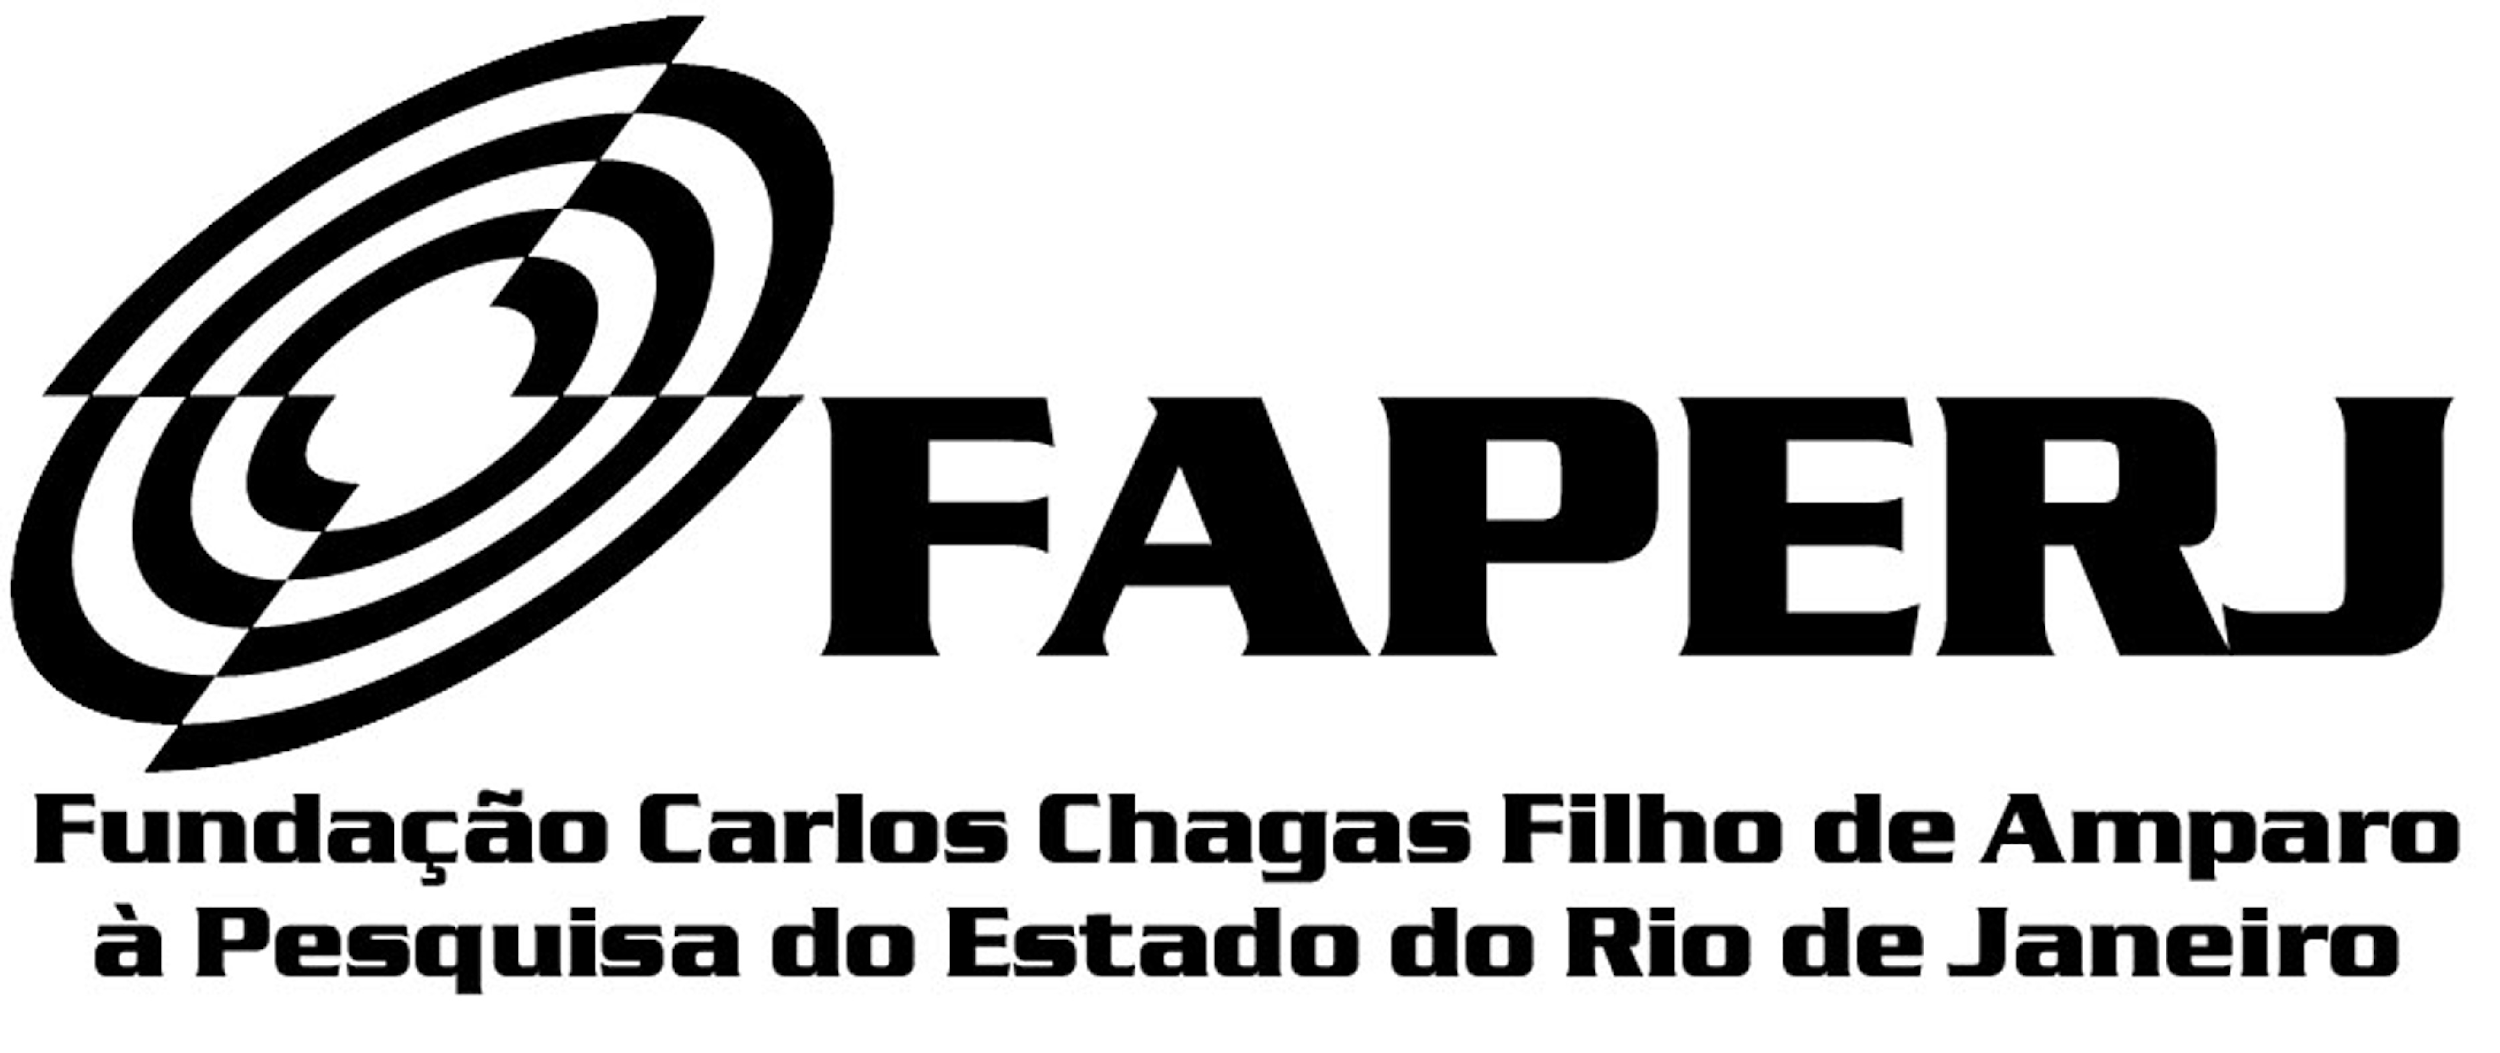 FAPERJ
Fundação Carlos Chagas Filho de Amparo
à Pesquisa do Estado do Rio de Janeiro